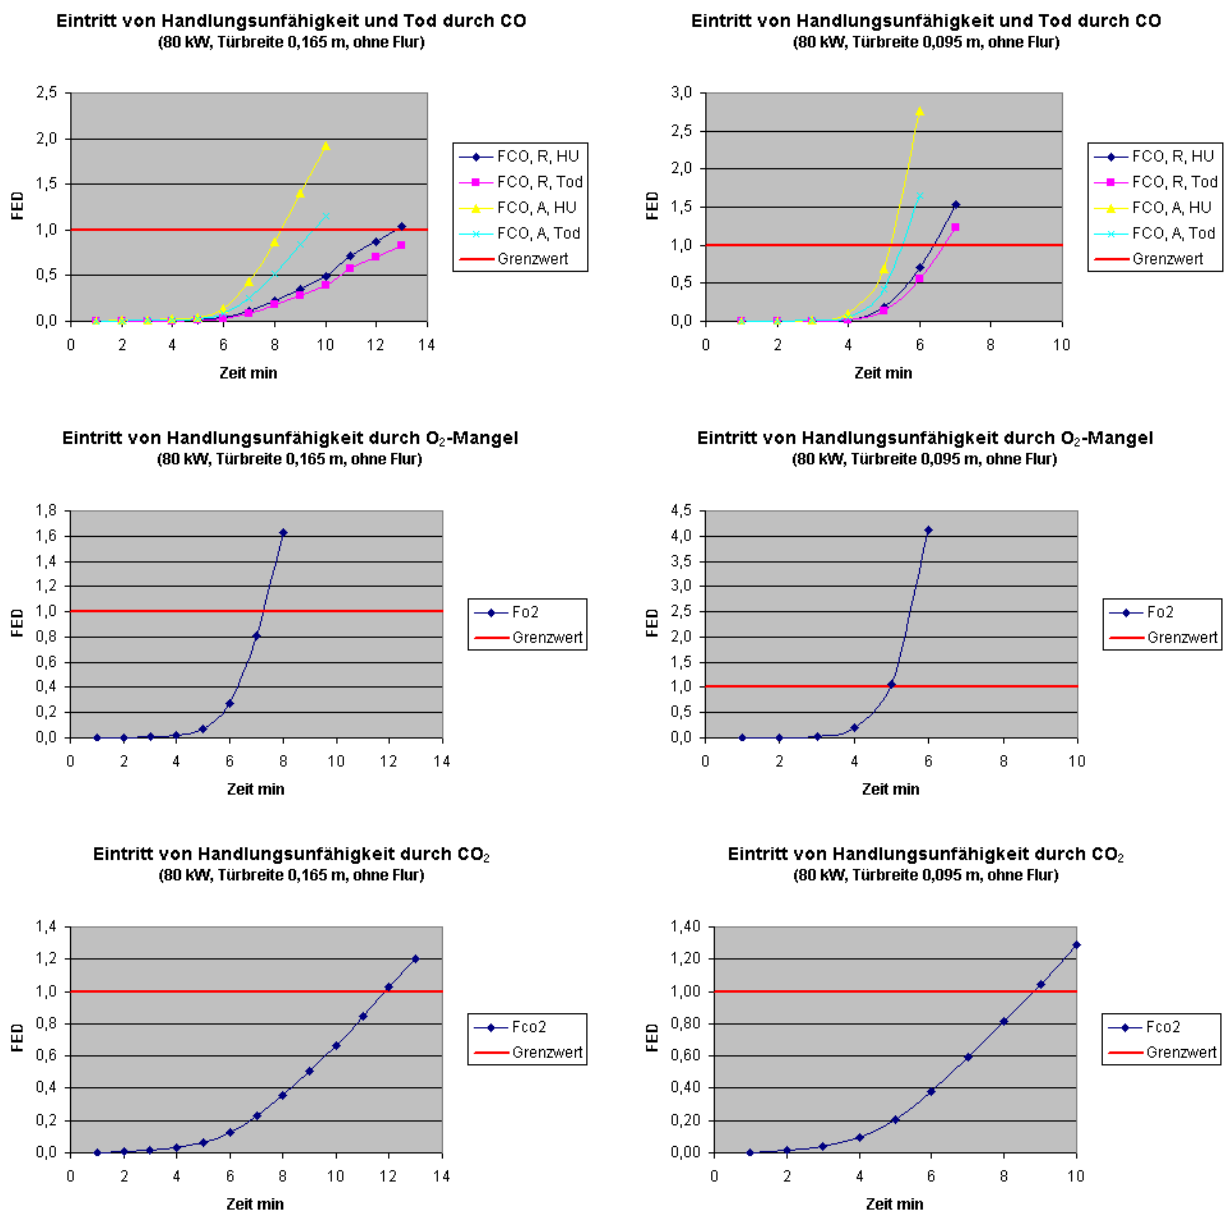 Eintritt von Handlungsunfähigkeit und Tod durch CO
(80 kW, Türbreite 0,165 m, ohne Flur)
2,5
2,0
1,5
1,0
0,5
0,0
FED
0 2 4 6 8 10 12 14
Zeit min
FCO, R, HU
FCO, R, Tod
FCO, A, HU
FCO, A, Tod
Grenzwert
Eintritt von Handlungsunfähigkeit und Tod durch CO
(80 kW, Türbreite 0,095 m, ohne Flur)
3,0
2,5
2,0
1,5
1,0
0,5
0,0
FED
0 2 4 6 8 10
Zeit min
FCO, R, HU
FCO, R, Tod
FCO, A, HU
FCO, A, Tod
Grenzwert
Eintritt von Handlungsunfähigkeit durch O₂-Mangel
(80 kW, Türbreite 0,165 m, ohne Flur)
1,8
1,6
1,4
1,2
1,0
0,8
0,6
0,4
0,2
0,0
FED
0 2 4 6 8 10 12 14
Zeit min
Fo2
Grenzwert
Eintritt von Handlungsunfähigkeit durch O₂-Mangel
(80 kW, Türbreite 0,095 m, ohne Flur)
4,5
4,0
3,5
3,0
2,5
2,0
1,5
1,0
0,5
0,0
FED
0 2 4 6 8 10
Zeit min
Fo2
Grenzwert
Eintritt von Handlungsunfähigkeit durch CO₂
(80 kW, Türbreite 0,165 m, ohne Flur)
1,4
1,2
1,0
0,8
0,6
0,4
0,2
0,0
FED
0 2 4 6 8 10 12 14
Zeit min
Fco2
Grenzwert
Eintritt von Handlungsunfähigkeit durch CO₂
(80 kW, Türbreite 0,095 m, ohne Flur)
1,40
1,20
1,00
0,80
0,60
0,40
0,20
0,00
FED
0 2 4 6 8 10
Zeit min
Fco2
Grenzwert